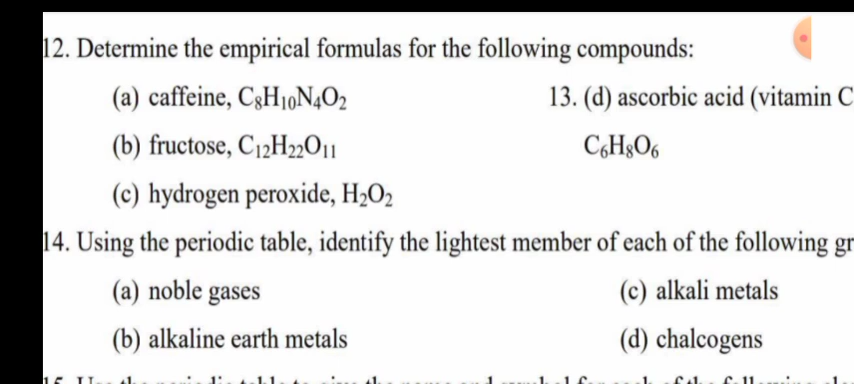 12. Determine the empirical formulas for the following compounds:
(a) caffeine, C₈H₁₀N₄O₂
13. (d) ascorbic acid (vitamin C
(b) fructose, C₁₂H₂₂O₁₁
C₆H₈O₆
(c) hydrogen peroxide, H₂O₂
14. Using the periodic table, identify the lightest member of each of the following
(a) noble gases
(c) alkali metals
(b) alkaline earth metals
(d) chalcogens